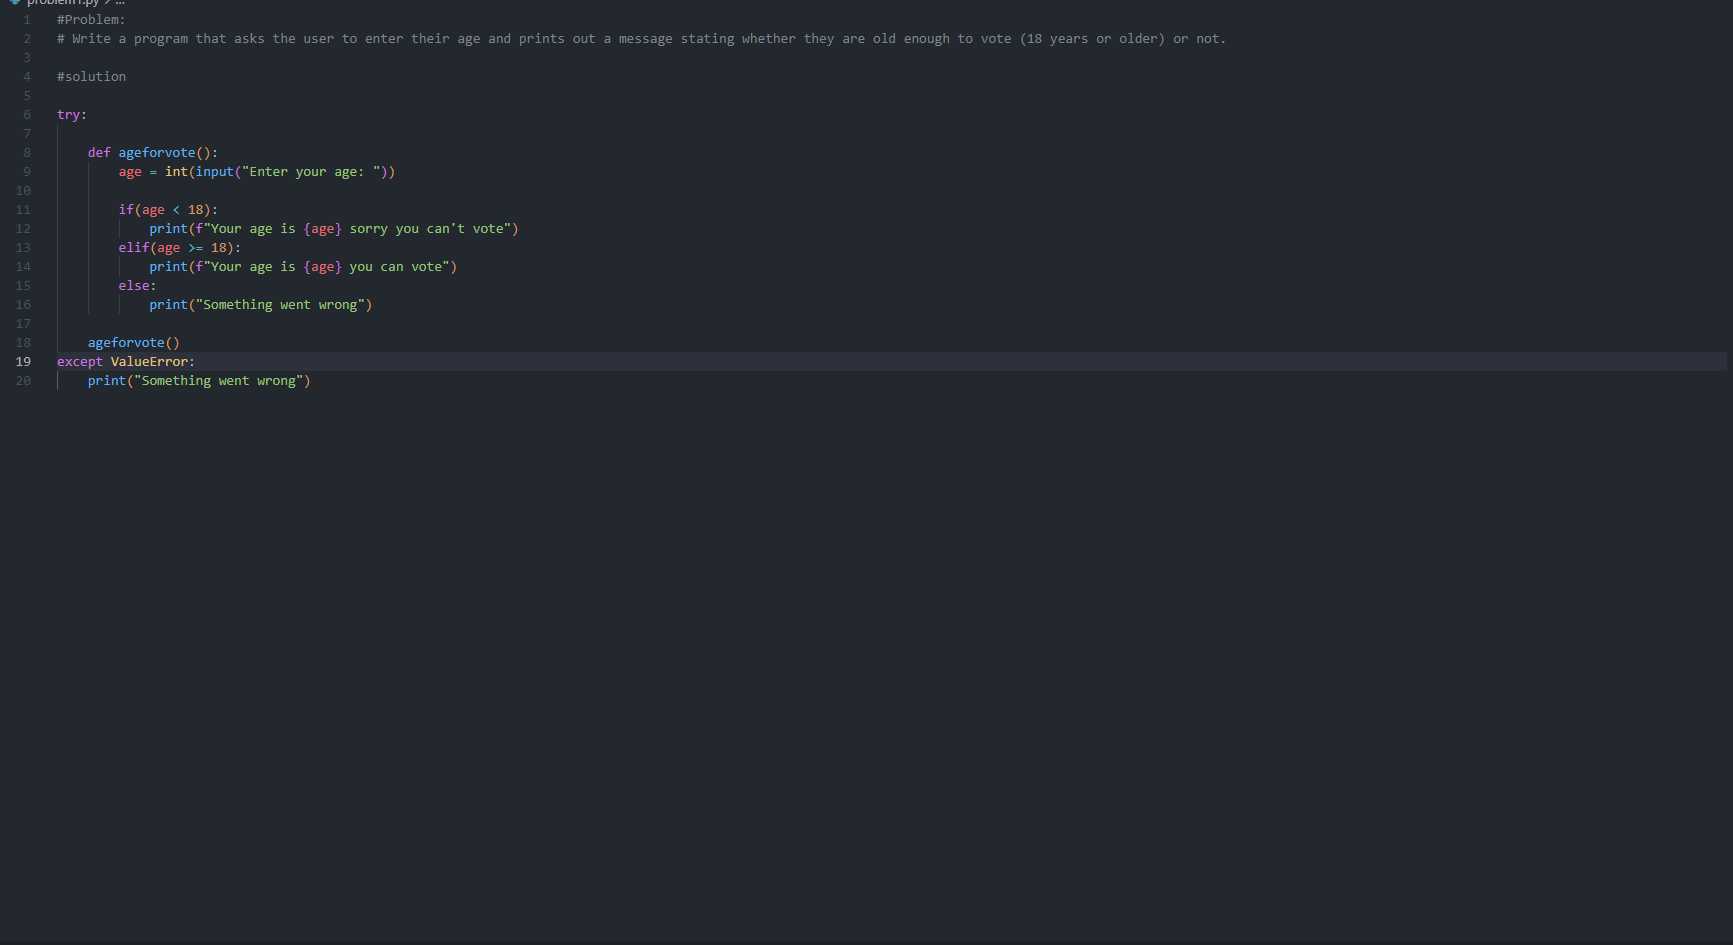 problem1.py > ...
1 #Problem:
2 # Write a program that asks the user to enter their age and prints out a message stating whether they are old enough to vote (18 years or older) or not.
3
4 #solution
5
6 try:
7
8 def ageforvote():
9 age = int(input("Enter your age: "))
10
11 if(age < 18):
12 print(f"Your age is {age} sorry you can't vote")
13 elif(age >= 18):
14 print(f"Your age is {age} you can vote")
15 else:
16 print("Something went wrong")
17
18 ageforvote()
19 except ValueError:
20 print("Something went wrong")